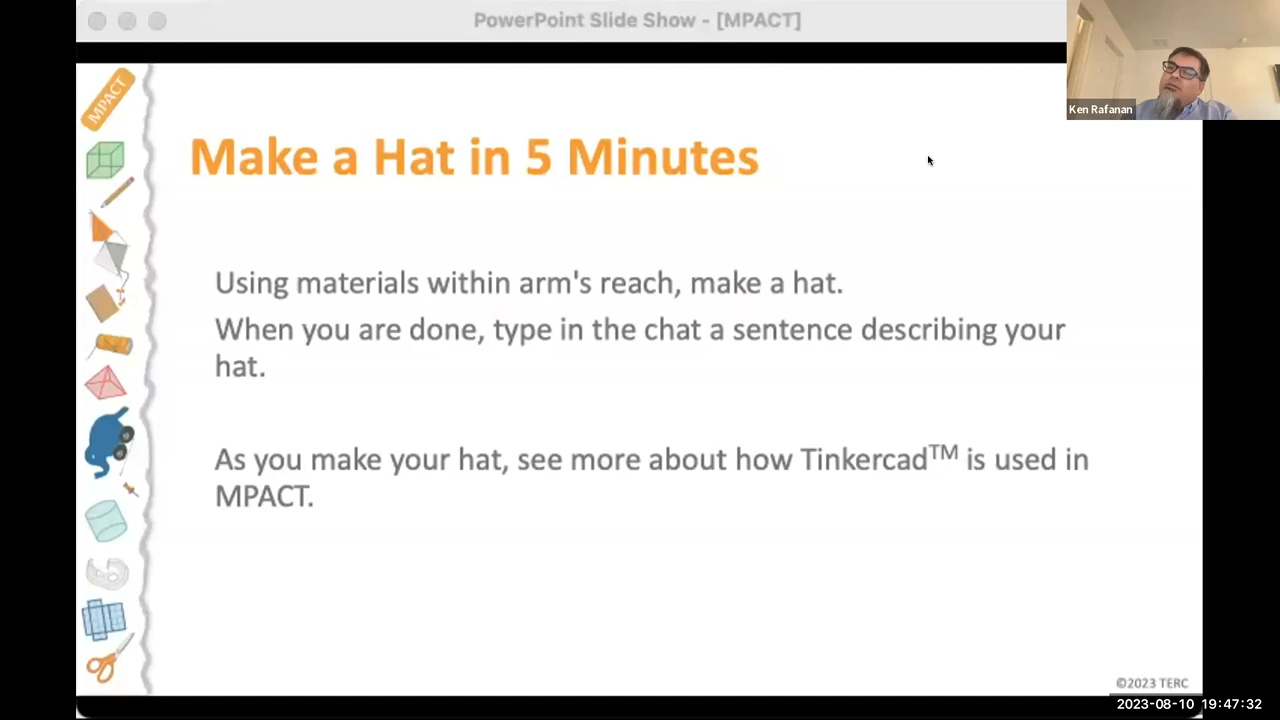 PowerPoint Slide Show - [MPACT]
Ken Rafanan
MPACT
Make a Hat in 5 Minutes
Using materials within arm's reach, make a hat.
When you are done, type in the chat a sentence describing your
hat.
As you make your hat, see more about how Tinkercad™ is used in
MPACT.
©2023 TERC
2023-08-10 19:47:32